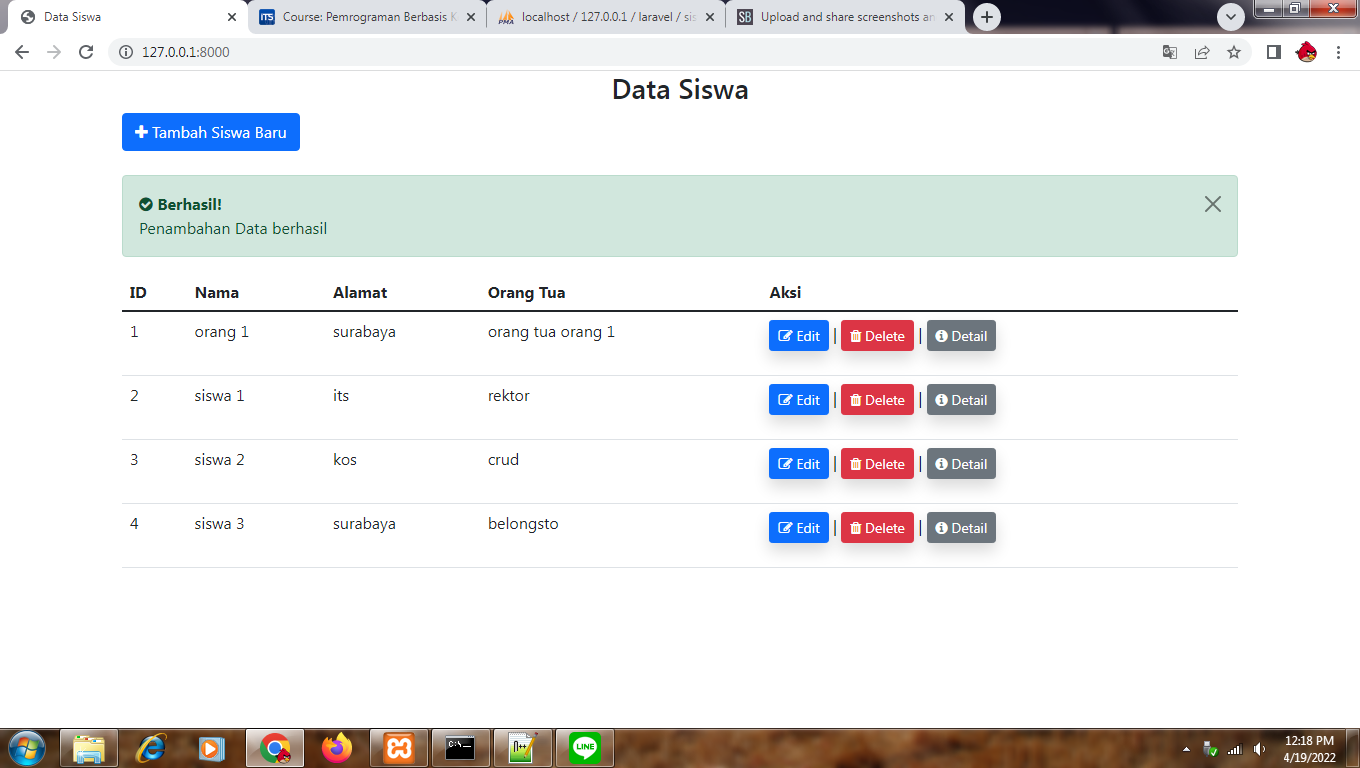 Data Siswa
ITS Course: Pemrograman Berbasis K
PMA localhost / 127.0.0.1 / laravel / sis
SB Upload and share screenshots an
127.0.0.1:8000
Data Siswa
Tambah Siswa Baru
Berhasil!
Penambahan Data berhasil
ID Nama Alamat Orang Tua Aksi
1 orang 1 surabaya orang tua orang 1 Edit | Delete | Detail
2 siswa 1 its rektor Edit | Delete | Detail
3 siswa 2 kos crud Edit | Delete | Detail
4 siswa 3 surabaya belongsto Edit | Delete | Detail
C:\_
LINE
12:18 PM
4/19/2022